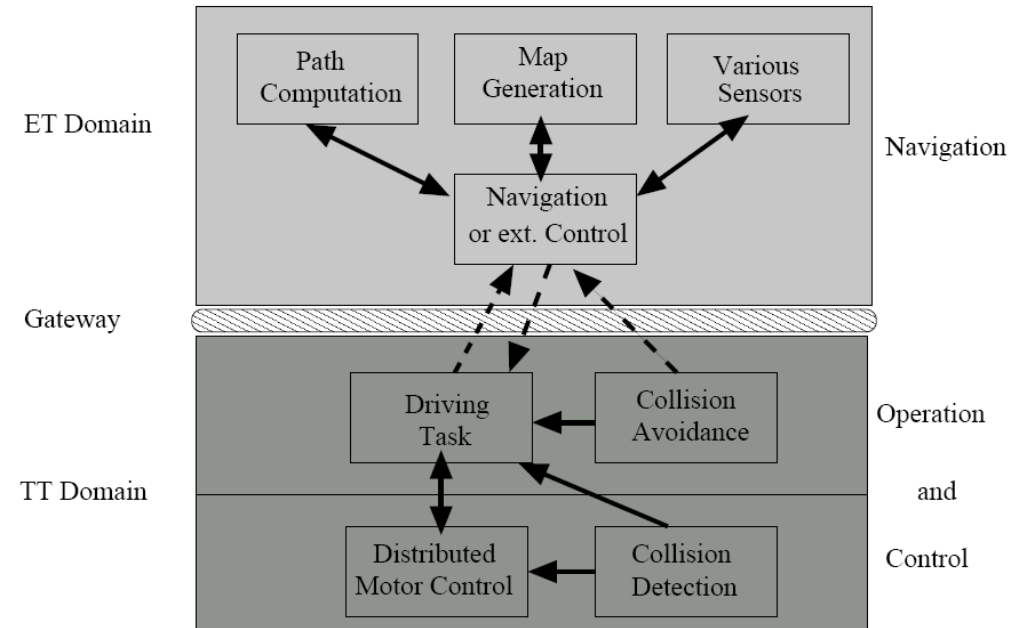 Path
Computation
Map
Generation
Various
Sensors
ET Domain
Navigation
Navigation
or ext. Control
Gateway
Driving
Task
Collision
Avoidance
Operation
TT Domain
and
Distributed
Motor Control
Collision
Detection
Control